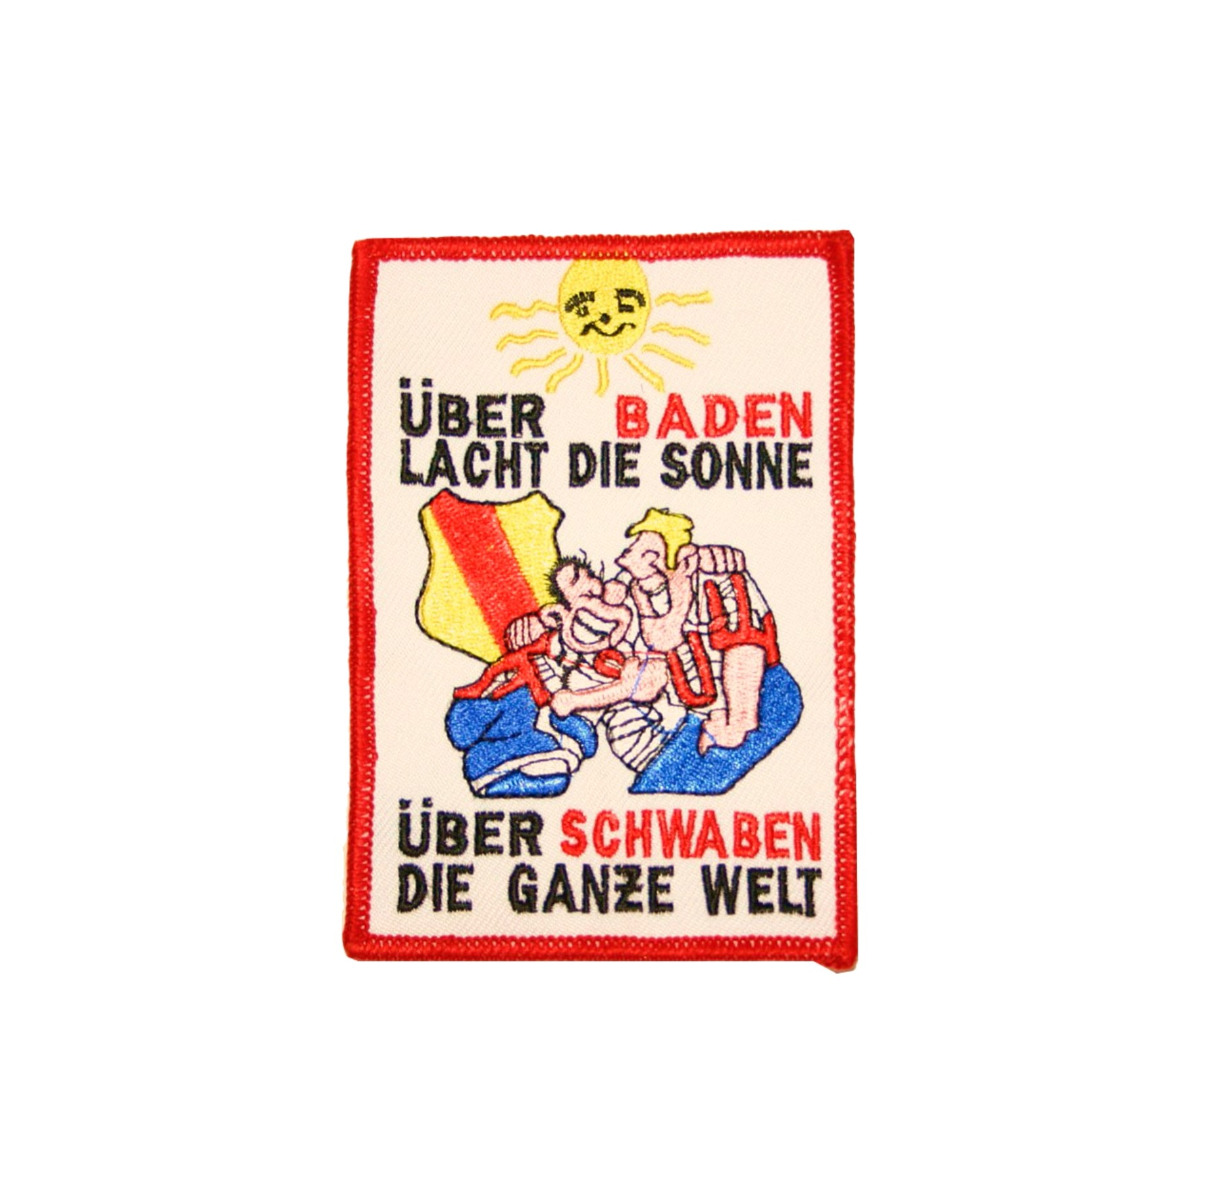 ÜBER BADEN
LACHT DIE SONNE
ÜBER SCHWABEN
DIE GANZE WELT